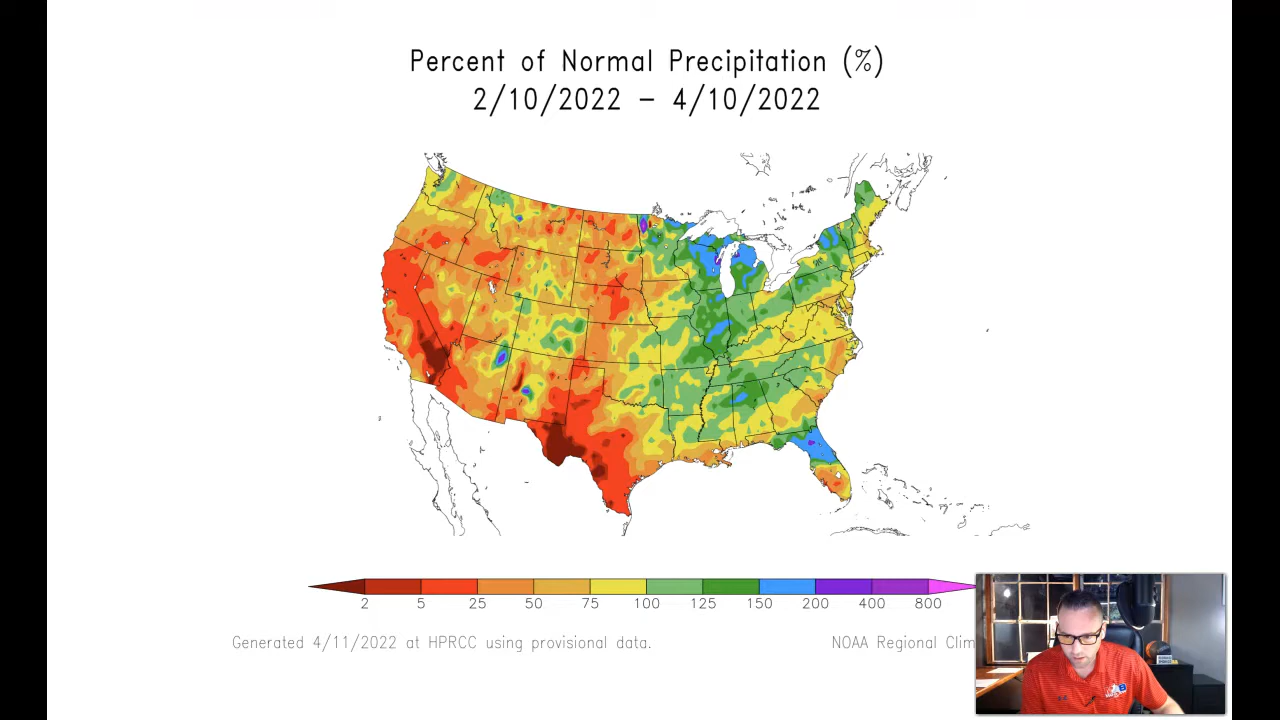 Percent of Normal Precipitation (%)
2/10/2022 – 4/10/2022
2 5 25 50 75 100 125 150 200 400 800
Generated 4/11/2022 at HPRCC using provisional data.
NOAA Regional Clim